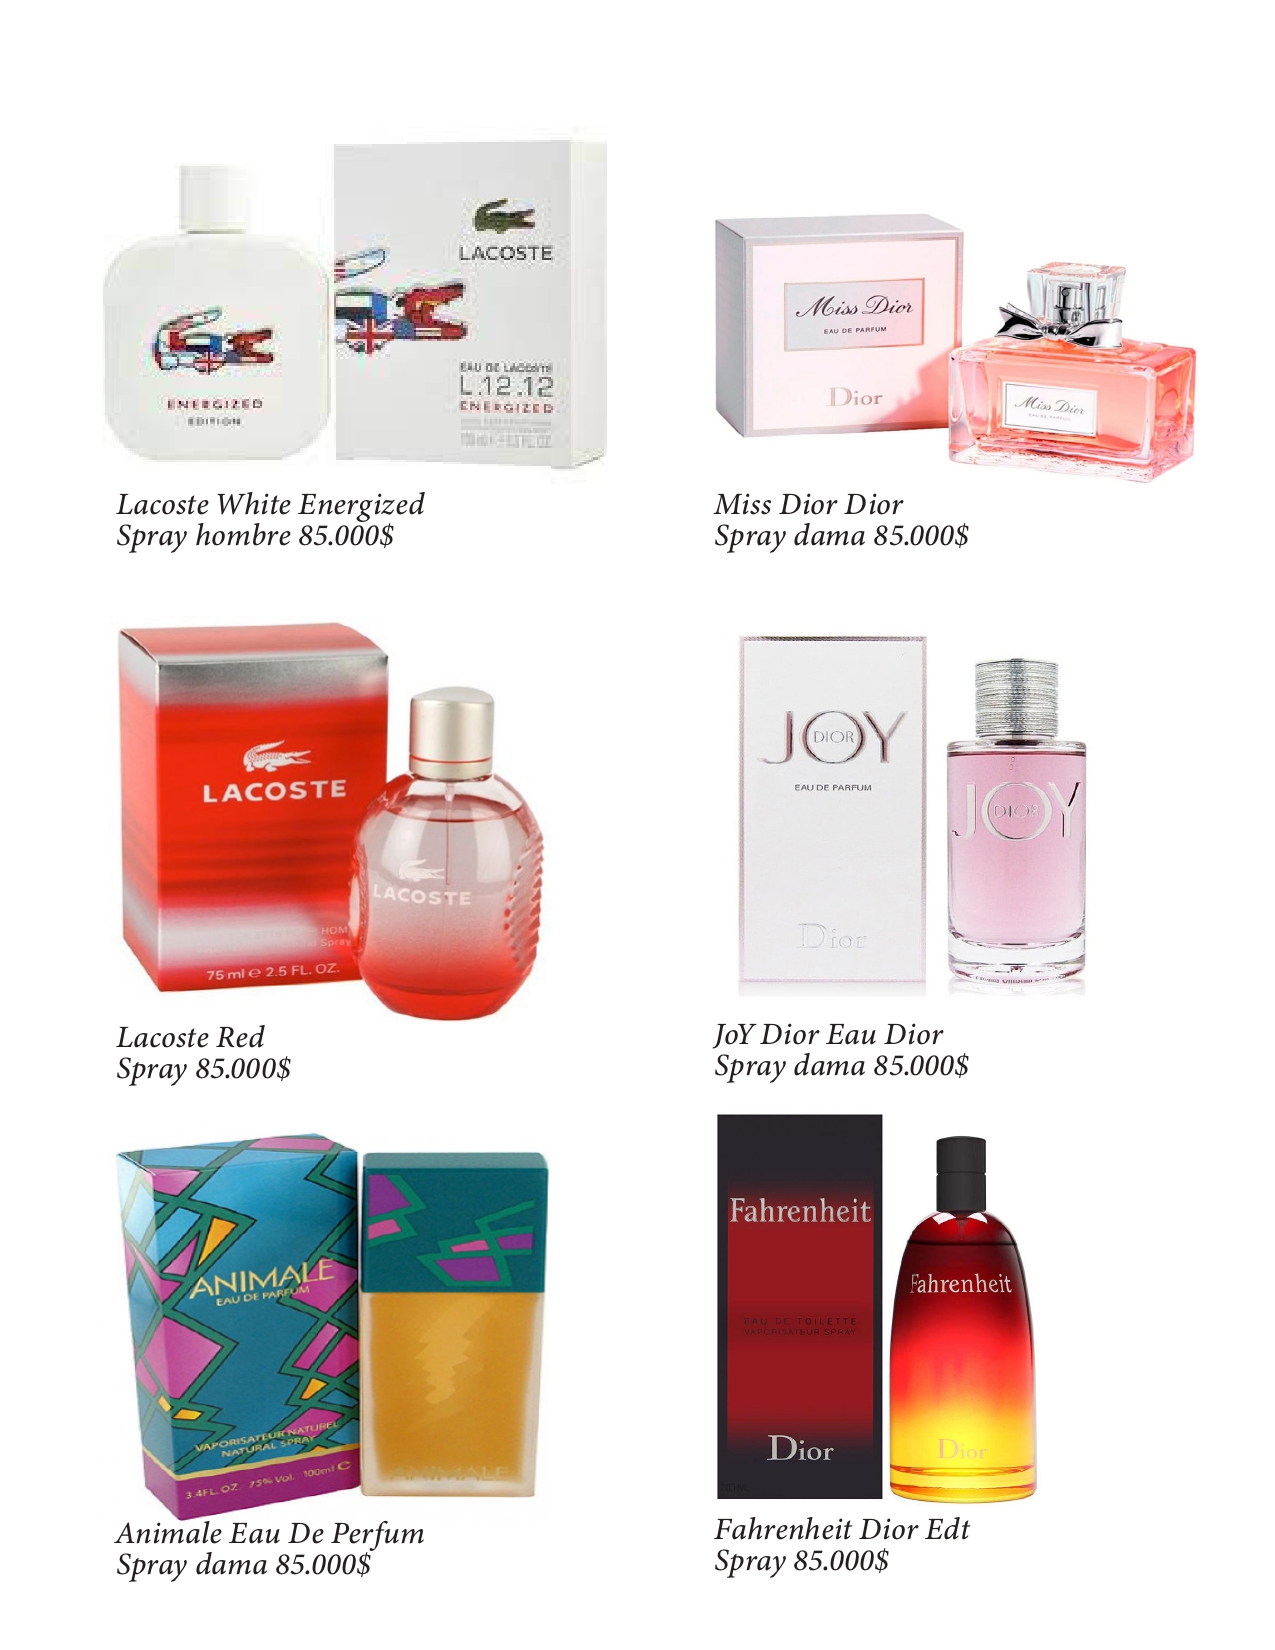 LACOSTE
EAU DE LACOSTE
L.12.12
ENERGIZED
ENERGIZED
EDITION
Lacoste White Energized
Spray hombre 85.000$
Miss Dior
EAU DE PARFUM
Dior
Miss Dior
EAU DE PARFUM
Miss Dior Dior
Spray dama 85.000$
LACOSTE
75 ml e 2.5 FL. OZ.
LACOSTE
Lacoste Red
Spray 85.000$
JOY
DIOR
EAU DE PARFUM
Dior
JOY
DIOR
JoY Dior Eau Dior
Spray dama 85.000$
ANIMALE
EAU DE PARFUM
VAPORISATEUR NATUREL
NATURAL SPRAY
3.4FL.OZ. 75% Vol. 100ml e
ANIMALE
Animale Eau De Perfum
Spray dama 85.000$
Fahrenheit
EAU DE TOILETTE
VAPORISATEUR SPRAY
Dior
Fahrenheit
Dior
Fahrenheit Dior Edt
Spray 85.000$